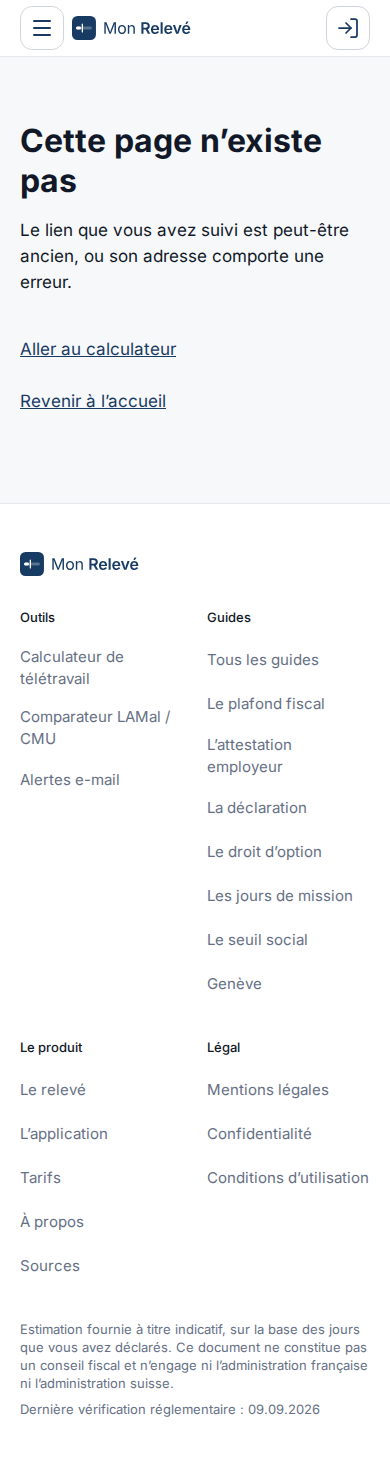 Mon Relevé
Cette page n’existe
pas
Le lien que vous avez suivi est peut-être
ancien, ou son adresse comporte une
erreur.
Aller au calculateur
Revenir à l’accueil
Mon Relevé
Outils
Calculateur de
télétravail
Comparateur LAMal /
CMU
Alertes e-mail
Guides
Tous les guides
Le plafond fiscal
L’attestation
employeur
La déclaration
Le droit d’option
Les jours de mission
Le seuil social
Genève
Le produit
Le relevé
L’application
Tarifs
À propos
Sources
Légal
Mentions légales
Confidentialité
Conditions d’utilisation
Estimation fournie à titre indicatif, sur la base des jours
que vous avez déclarés. Ce document ne constitue pas
un conseil fiscal et n’engage ni l’administration française
ni l’administration suisse.
Dernière vérification réglementaire : 09.09.2026